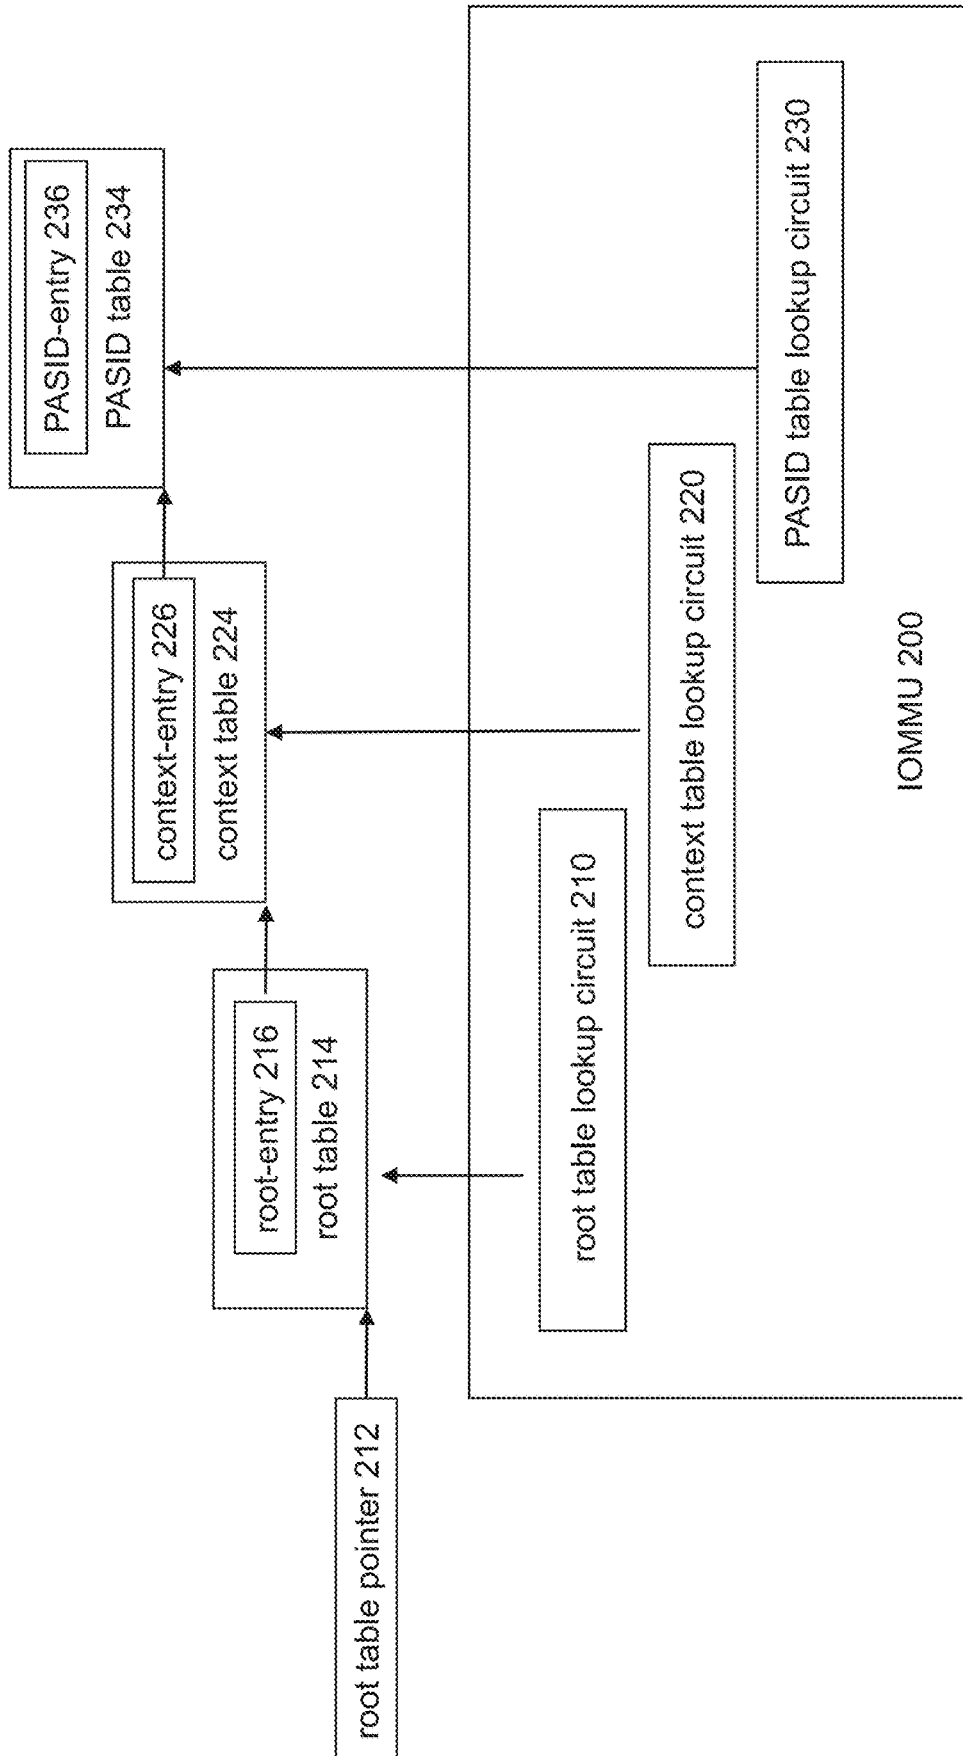 root table pointer 212
root-entry 216
root table 214
context-entry 226
context table 224
PASID-entry 236
PASID table 234
root table lookup circuit 210
context table lookup circuit 220
PASID table lookup circuit 230
IOMMU 200